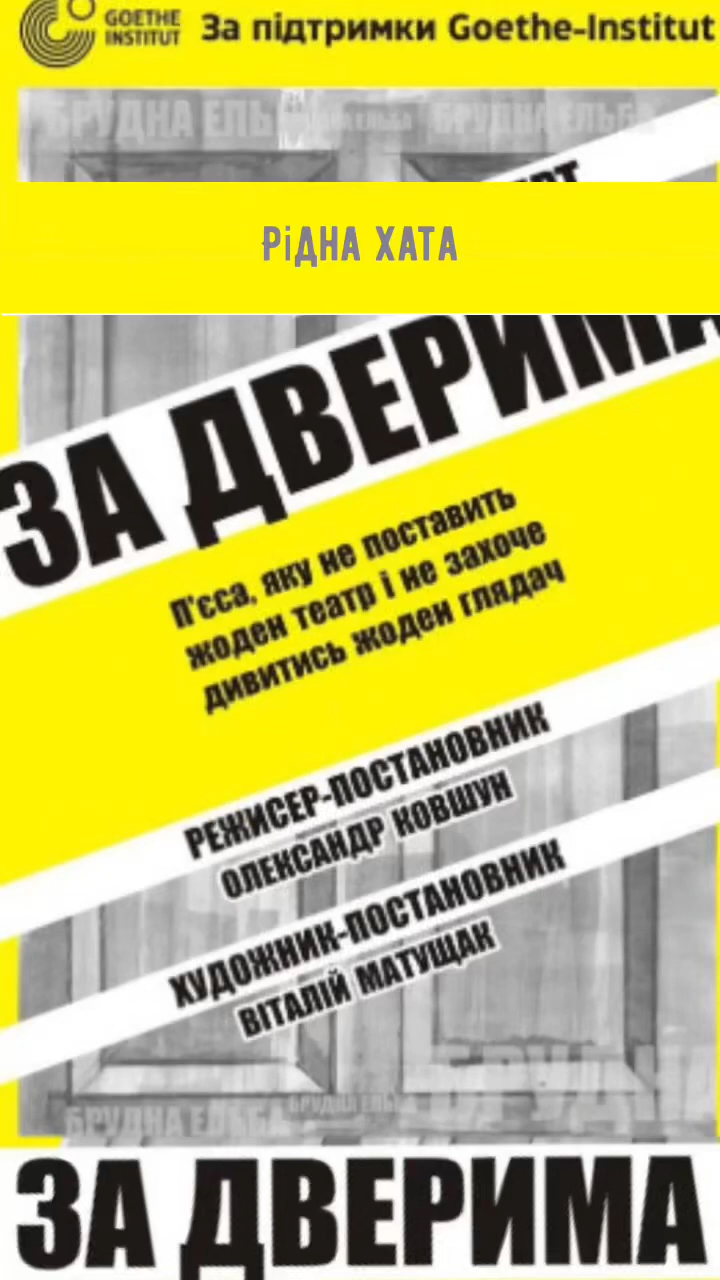 GOETHE
INSTITUT
За підтримки Goethe-Institut
БРУДНА ЕЛЬБА
РІДНА ХАТА
ЗА ДВЕРИМА
П'єса, яку не поставить
жоден театр і не захоче
дивитись жоден глядач
РЕЖИСЕР-ПОСТАНОВНИК
ОЛЕКСАНДР КОВШУН
ХУДОЖНИК-ПОСТАНОВНИК
ВІТАЛІЙ МАТУЩАК
БРУДНА ЕЛЬБА
БРУДНА ЕЛЬБА
БРУДНА
ЗА ДВЕРИМА